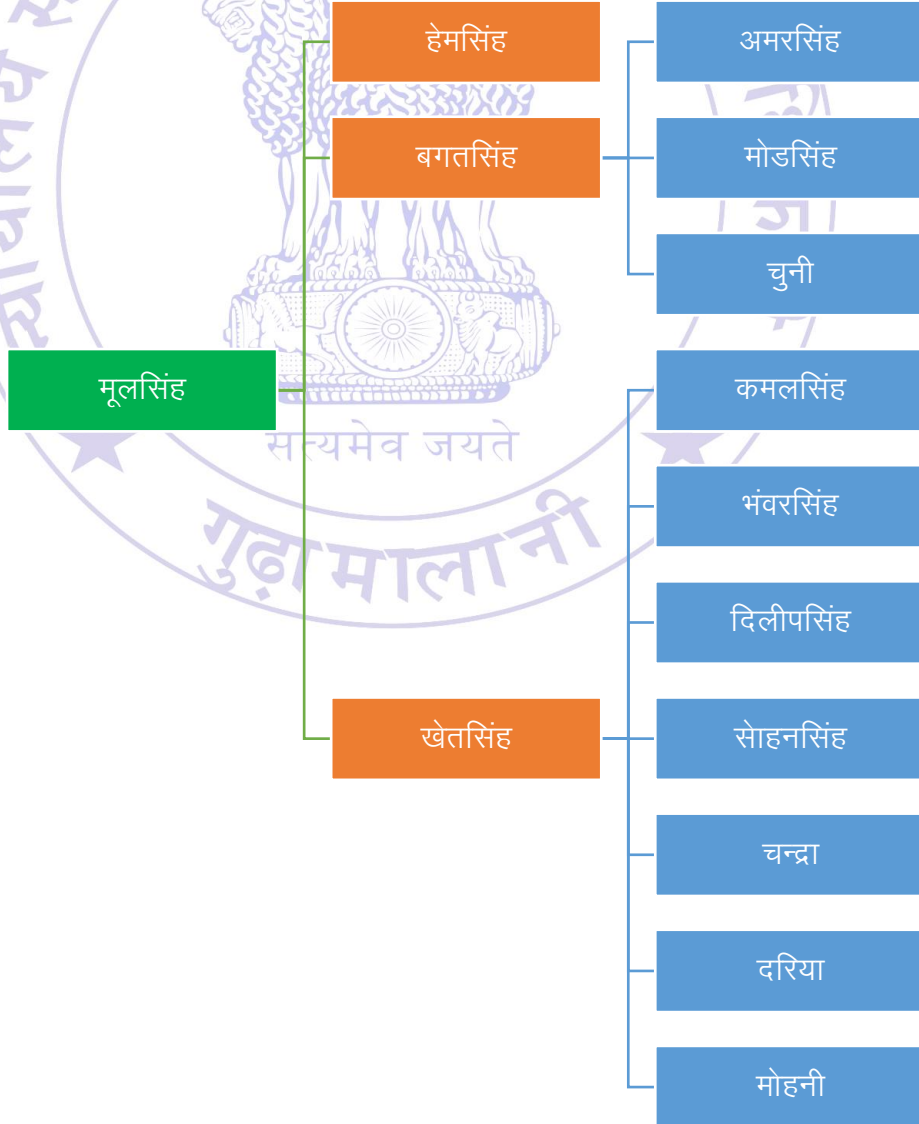 हेमसिंह
अमरसिंह
बगतसिंह
मोडसिंह
चुनी
मूलसिंह
कमलसिंह
सत्यमेव जयते
भंवरसिंह
गुढ़ामालानी
दिलीपसिंह
खेतसिंह
सेाहनसिंह
चन्द्रा
दरिया
मोहनी